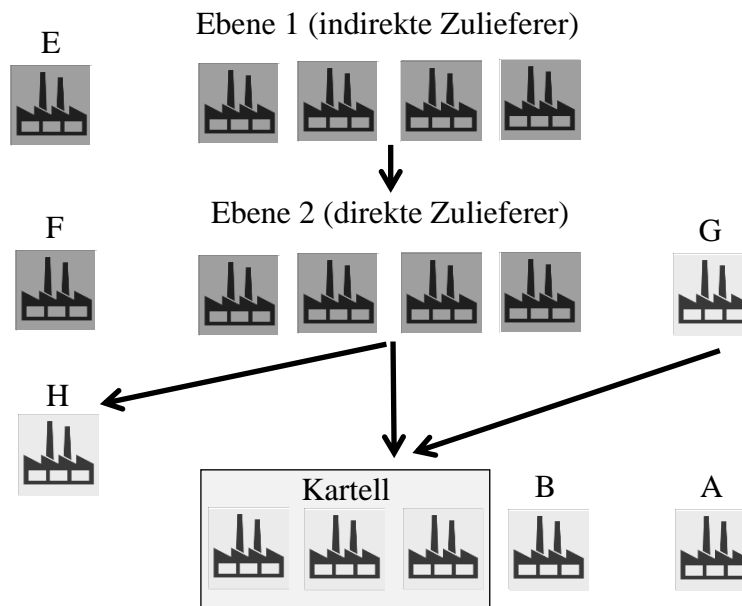 Ebene 1 (indirekte Zulieferer)
E
Ebene 2 (direkte Zulieferer)
F
G
H
Kartell
B
A